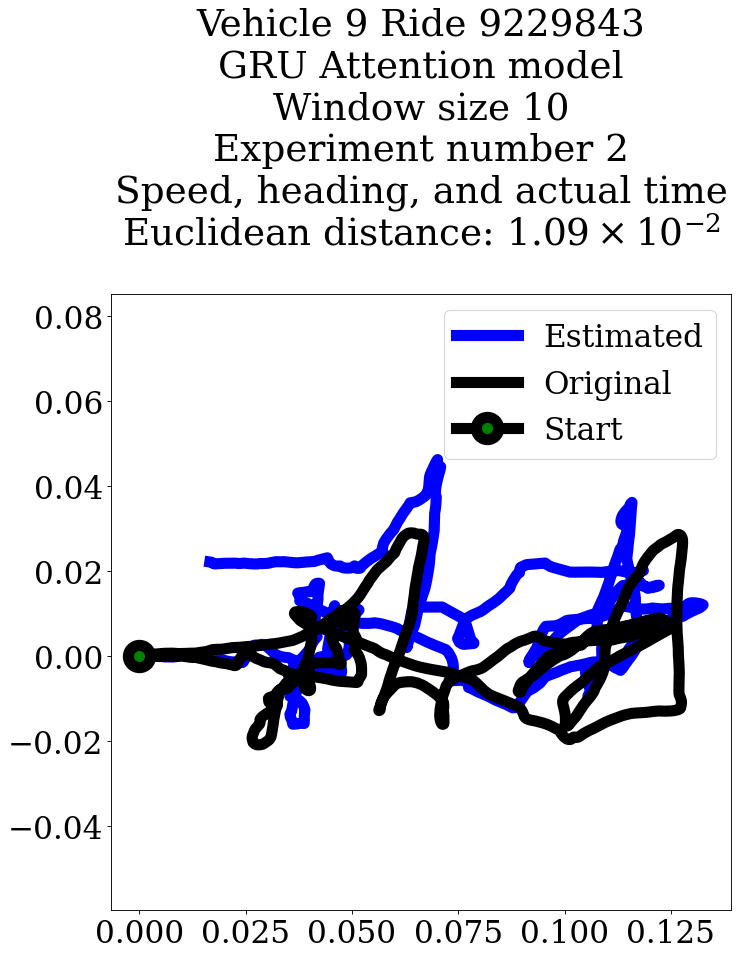 Vehicle 9 Ride 9229843
GRU Attention model
Window size 10
Experiment number 2
Speed, heading, and actual time
Euclidean distance: 1.09 × 10⁻²
Estimated
Original
Start
0.08
0.06
0.04
0.02
0.00
−0.02
−0.04
0.000 0.025 0.050 0.075 0.100 0.125